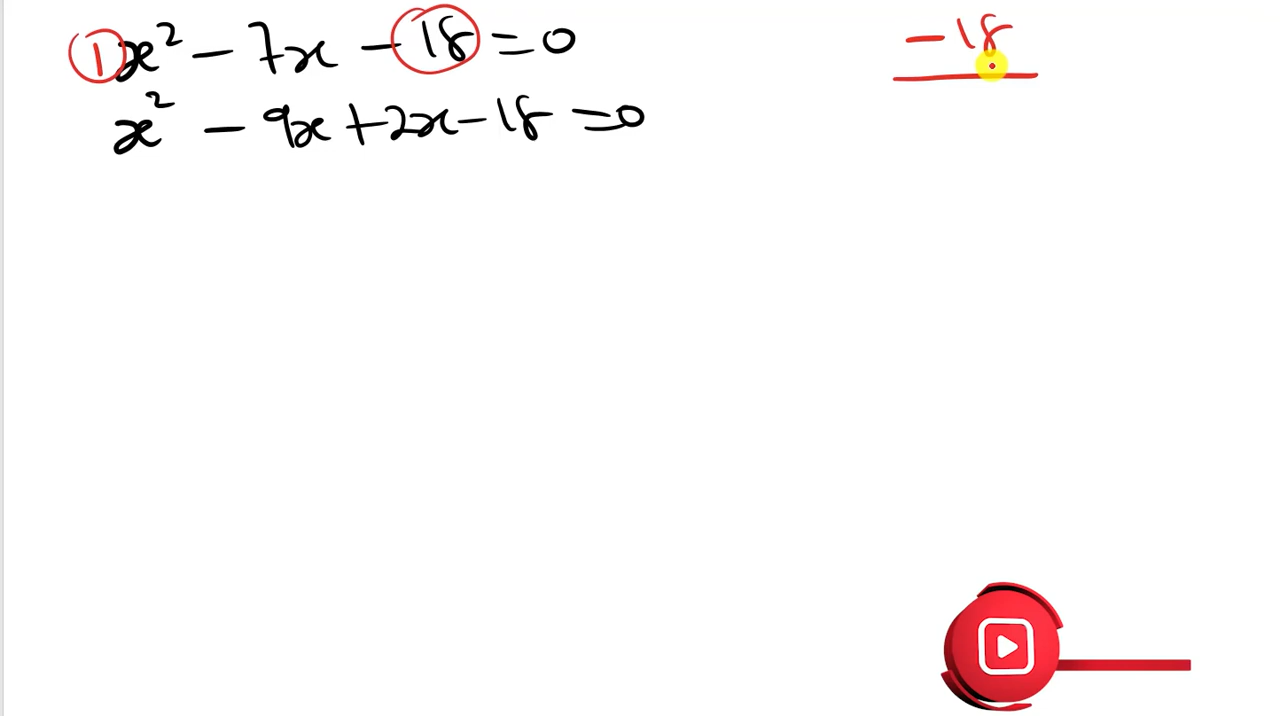 1x² - 7x - 18 = 0
-18
x² - 9x + 2x - 18 = 0